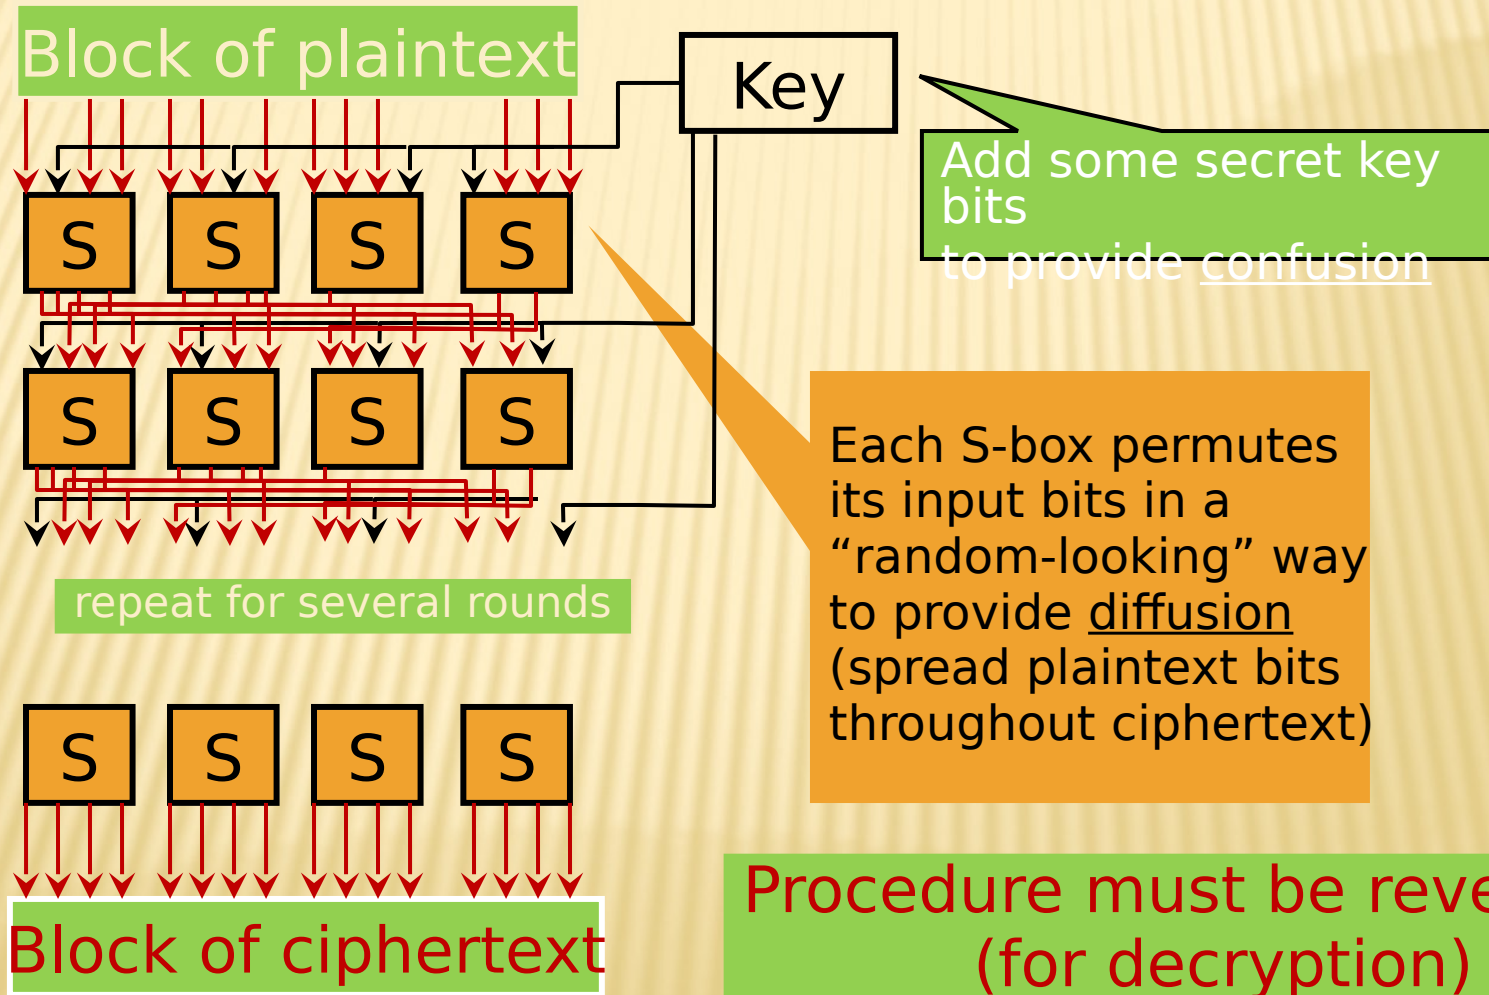 Block of plaintext
Key
Add some secret key
bits
to provide confusion
S S S S
S S S S
Each S-box permutes
its input bits in a
“random-looking” way
to provide diffusion
(spread plaintext bits
throughout ciphertext)
repeat for several rounds
S S S S
Block of ciphertext
Procedure must be
(for decryption)